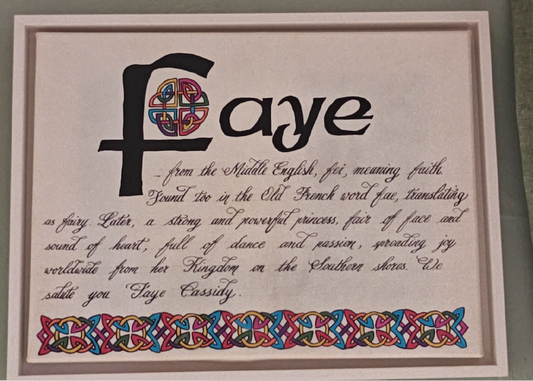 Faye
_ from the Middle English, fei, meaning faith.
Found too in the Old French word fae, translating
as fairy. Later, a strong and powerful princess, fair of face and
sound of heart, full of dance and passion, spreading joy
worldwide from her Kingdom on the Southern shores. We
salute you Faye Cassidy.